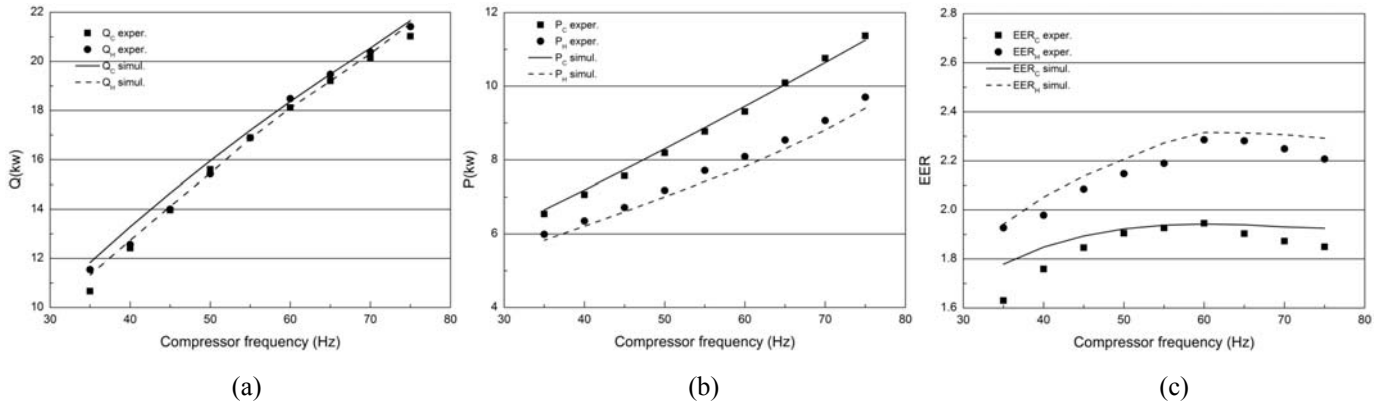 22
20
18
16
14
12
10
Q(kw)
Q_C exper.
Q_H exper.
Q_C simul.
Q_H simul.
30 40 50 60 70 80
Compressor frequency (Hz)
(a)
12
10
8
6
4
P(kw)
P_C exper.
P_H exper.
P_C simul.
P_H simul.
30 40 50 60 70 80
Compressor frequency (Hz)
(b)
2.8
2.6
2.4
2.2
2.0
1.8
1.6
EER
EER_C exper.
EER_H exper.
EER_C simul.
EER_H simul.
30 40 50 60 70 80
Compressor frequency (Hz)
(c)